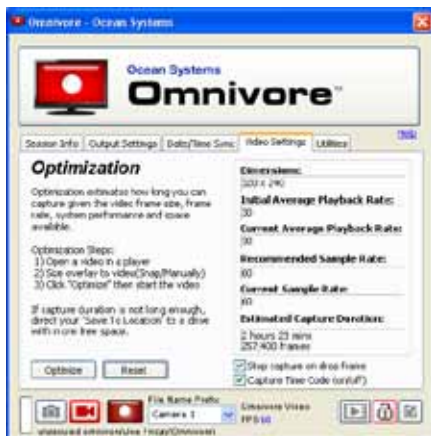 Omnivore - Ocean Systems
Ocean Systems
Omnivore™
Session Info
Output Settings
Date/Time Sync
Video Settings
Utilities
Help
Optimization
Optimization estimates how long you can
capture given the video frame size, frame
rate, system performance and space
available.
Optimization Steps:
1) Open a video in a player
2) Size overlay to video(Snap/Manually)
3) Click "Optimize" then start the video
If capture duration is not long enough,
direct your 'Save To Location' to a drive
with more free space.
Optimize
Reset
Dimensions:
320 x 240
Initial Average Playback Rate:
30
Current Average Playback Rate:
30
Recommended Sample Rate:
60
Current Sample Rate:
60
Estimated Capture Duration:
2 hours 23 mins
257,400 frames
Stop capture on drop frame
Capture Time Code (on/off)
File Name Prefix
Camera 1
Omnivore Video
FPS